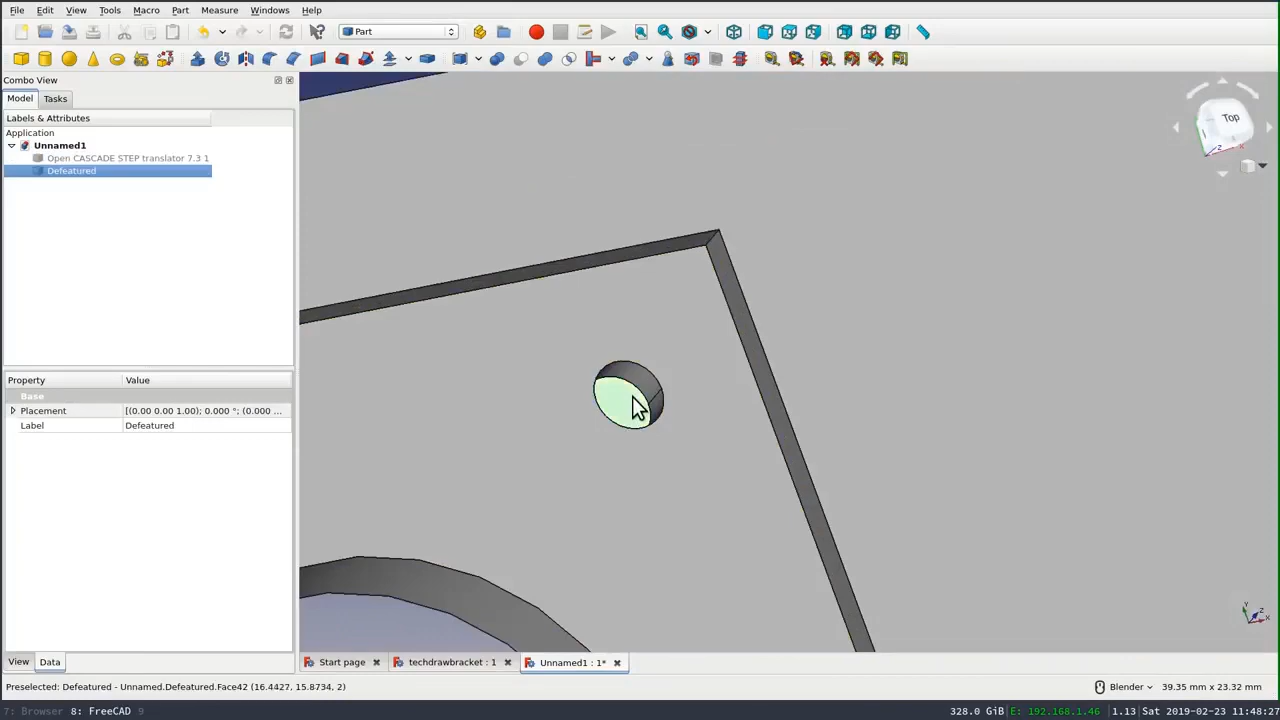 File Edit View Tools Macro Part Measure Windows Help
Part
Combo View
Model Tasks
Labels & Attributes
Application
Unnamed1
Open CASCADE STEP translator 7.3 1
Defeatured
Top
Z X
Property Value
Base
Placement [(0.00 0.00 1.00); 0.000 °; (0.000 ...
Label Defeatured
Y Z X
View Data
Start page techdrawbracket : 1 Unnamed1 : 1*
Preselected: Defeatured - Unnamed.Defeatured.Face42 (16.4427, 15.8734, 2) Blender 39.35 mm x 23.32 mm
7: Browser 8: FreeCAD 9 328.0 GiB E: 192.168.1.46 1.13 Sat 2019-02-23 11:48:27